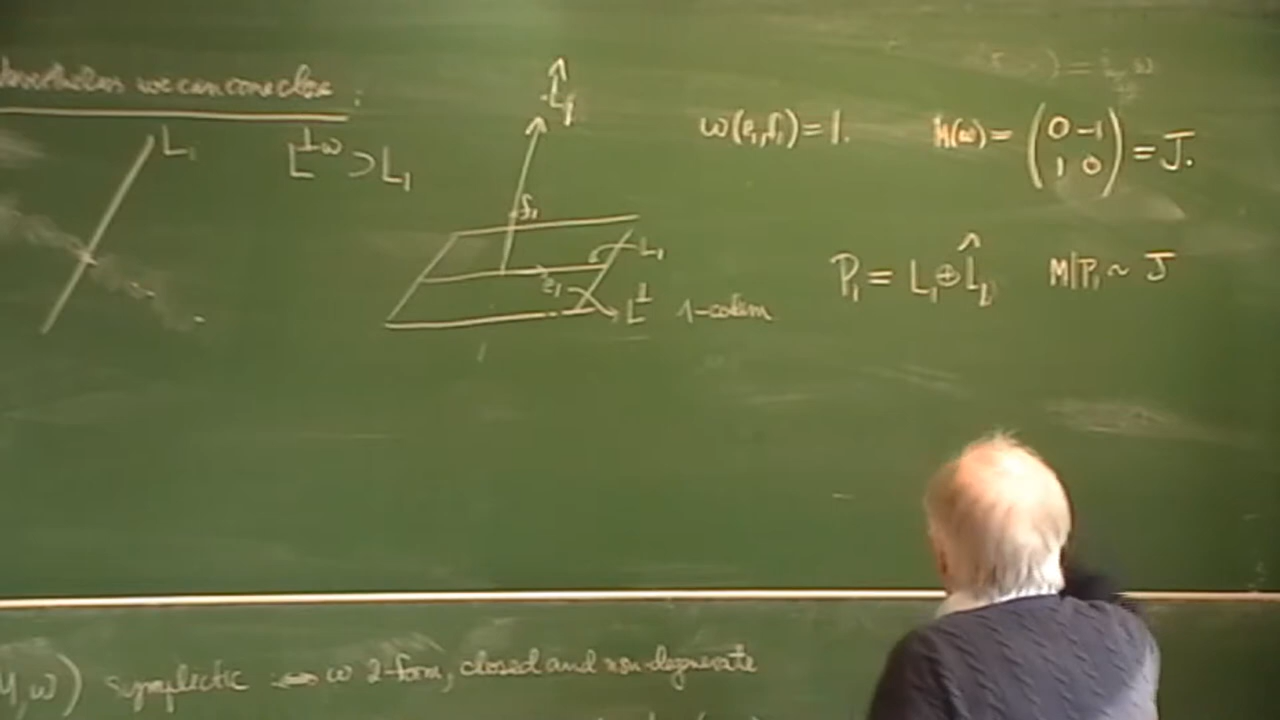 we can conclude :
L₁
L^⊥ω ⊃ L₁
L̂₁
f₁
e₁
L₁
L^⊥ 1-codim
ω(e₁,f₁)=1.
M(ω)= (0 -1
1 0) = J.
P₁ = L₁⊕L̂₁ M|P₁ ~ J
M,ω) symplectic ⟺ ω 2-form, closed and non-degenerate